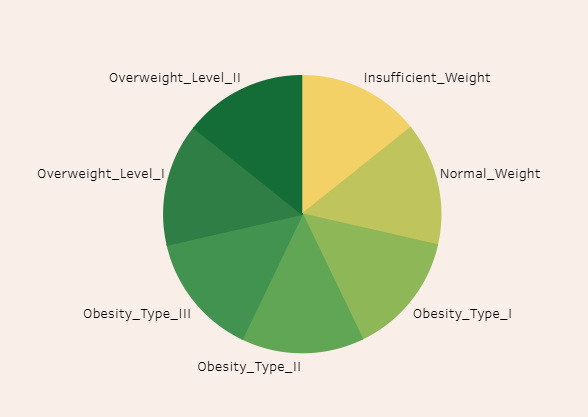 Overweight_Level_II
Insufficient_Weight
Overweight_Level_I
Normal_Weight
Obesity_Type_III
Obesity_Type_I
Obesity_Type_II